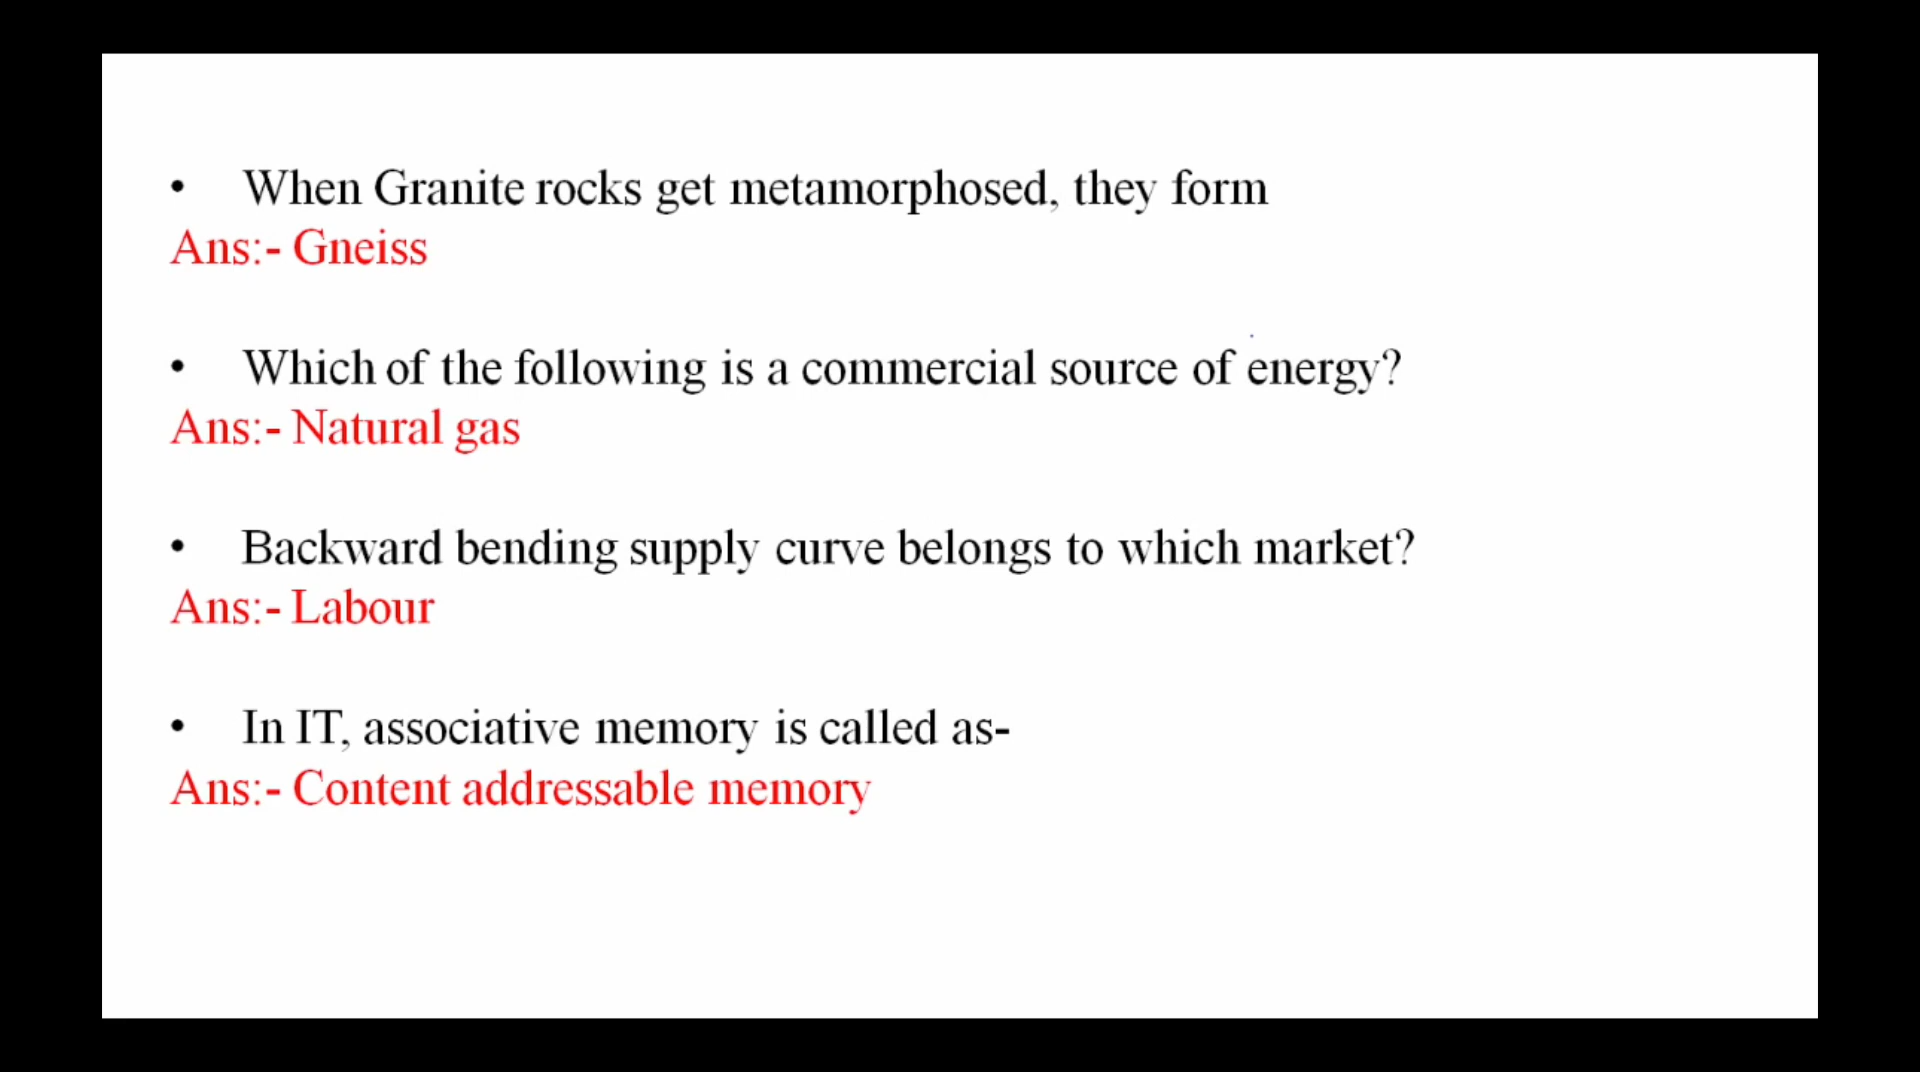 • When Granite rocks get metamorphosed, they form
Ans:- Gneiss
• Which of the following is a commercial source of energy?
Ans:- Natural gas
• Backward bending supply curve belongs to which market?
Ans:- Labour
• In IT, associative memory is called as-
Ans:- Content addressable memory